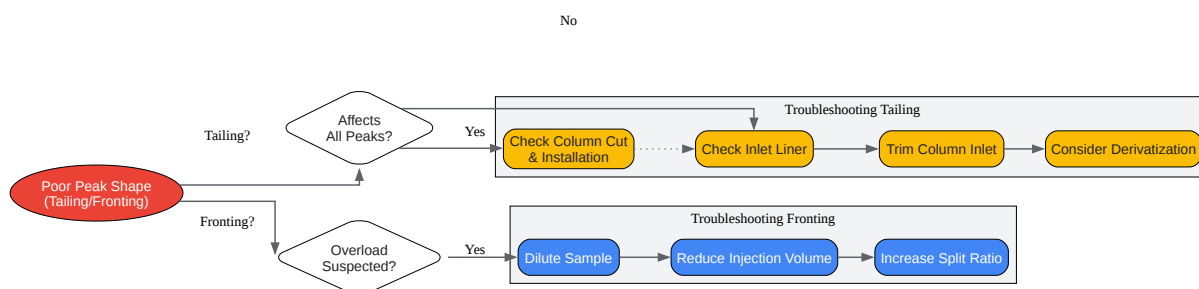 No
Troubleshooting Tailing
Affects
All Peaks?
Tailing?
Yes
Check Column Cut
& Installation
Check Inlet Liner
Trim Column Inlet
Consider Derivatization
Poor Peak Shape
(Tailing/Fronting)
Fronting?
Troubleshooting Fronting
Overload
Suspected?
Yes
Dilute Sample
Reduce Injection Volume
Increase Split Ratio